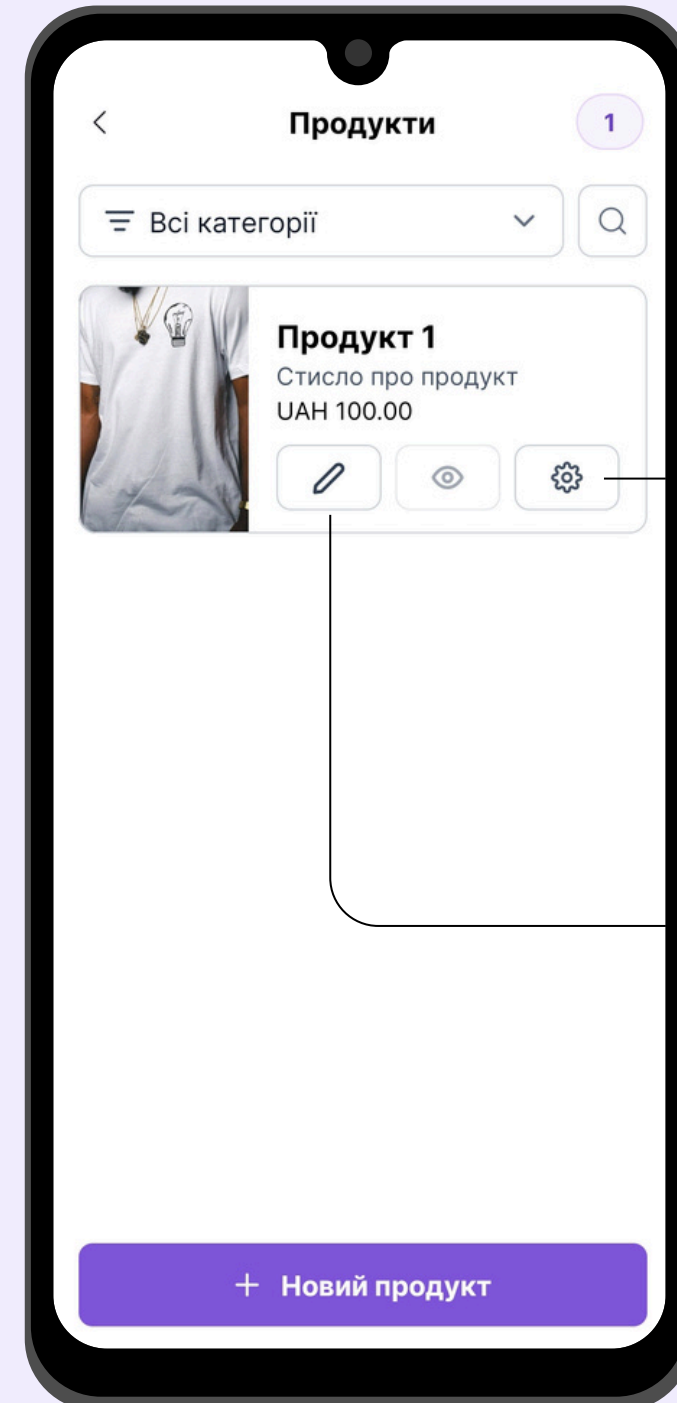 Продукти
1
Всі категорії
Продукт 1
Стисло про продукт
UAH 100.00
+ Новий продукт